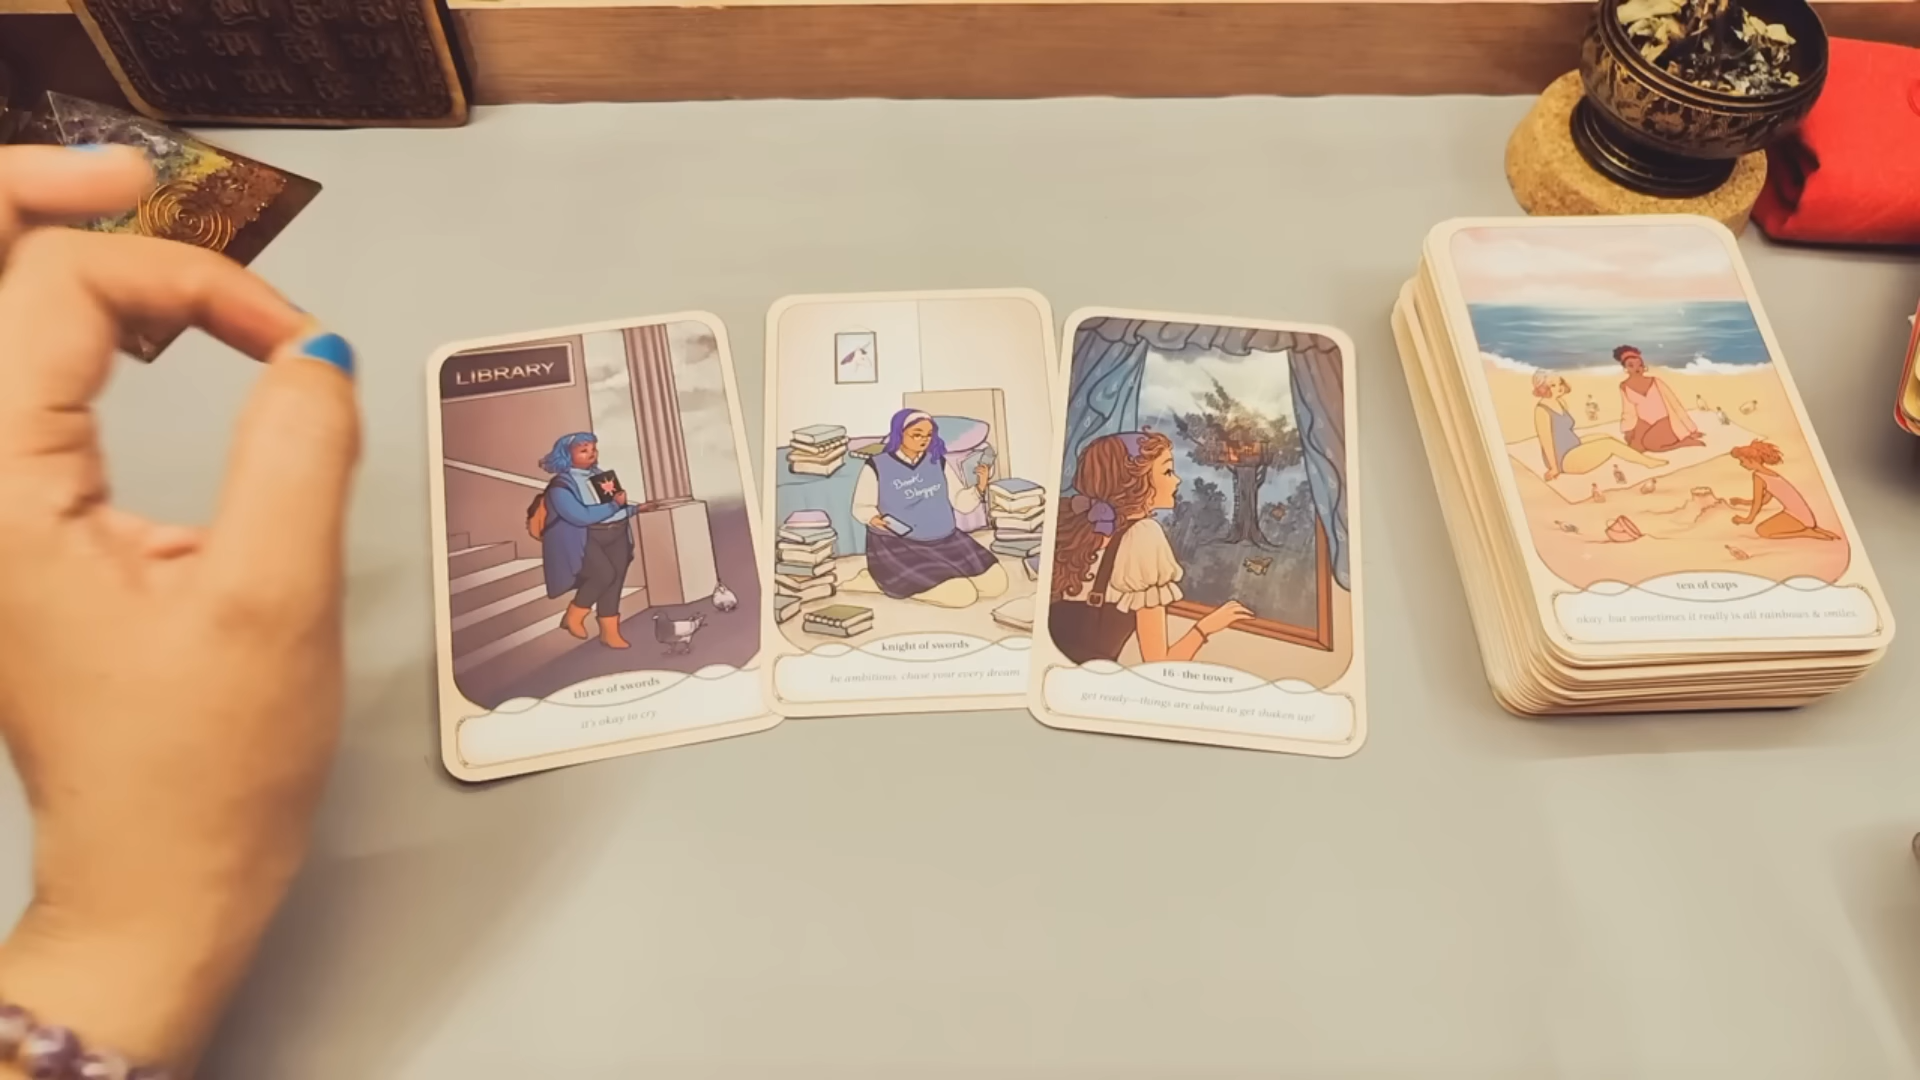 LIBRARY
three of swords
it's okay to cry.
Book
Blogger
knight of swords
be ambitious. chase your every dream.
16 · the tower
get ready—things are about to get shaken up!
ten of cups
okay, but sometimes it really is all rainbows & smiles.